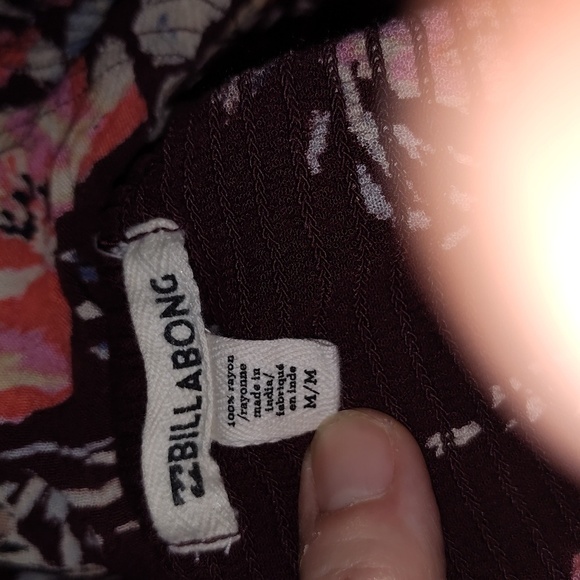 BILLABONG
100% rayon
/rayonne
made in
india/
fabriqué
en inde
M/M